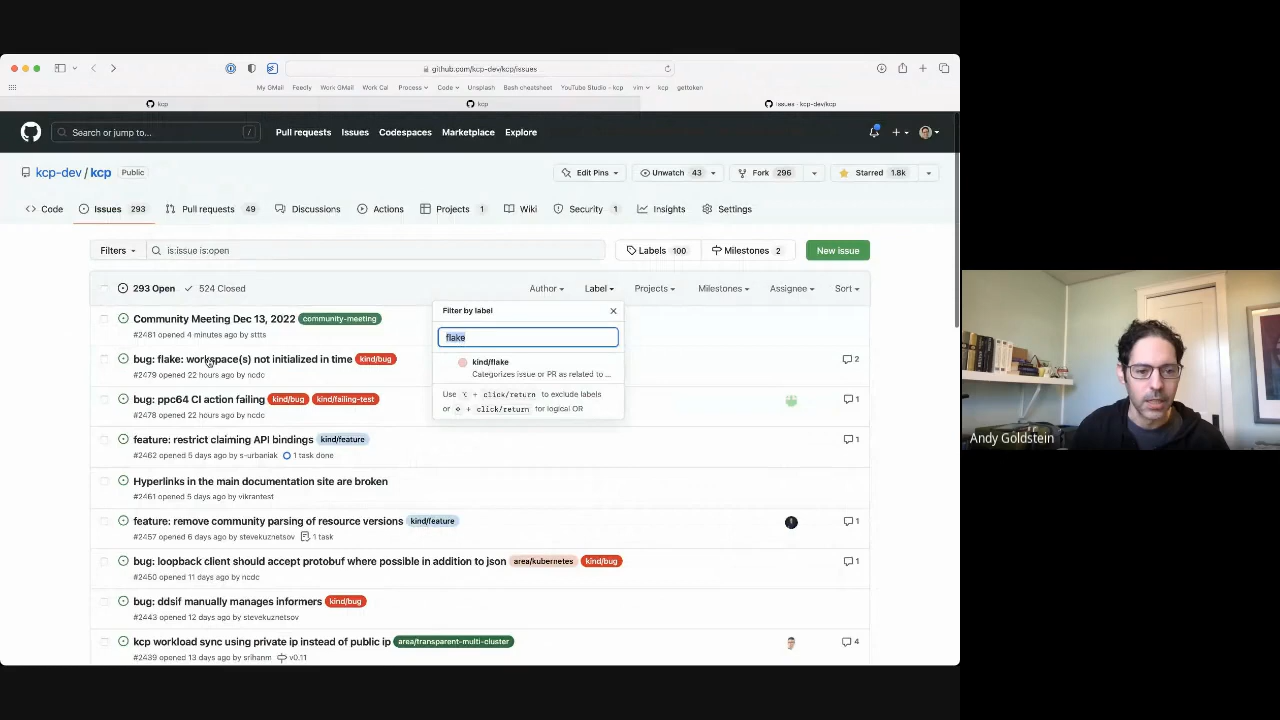 github.com/kcp-dev/kcp/issues
My GMail Feedly Work GMail Work Cal Process Code Unsplash Bash cheatsheet YouTube Studio - kcp vim kcp gettoken
kcp kcp Issues · kcp-dev/kcp
Search or jump to... / Pull requests Issues Codespaces Marketplace Explore
kcp-dev / kcp Public Edit Pins Unwatch 43 Fork 296 Starred 1.8k
Code Issues 293 Pull requests 49 Discussions Actions Projects 1 Wiki Security 1 Insights Settings
Filters is:issue is:open Labels 100 Milestones 2 New issue
293 Open 524 Closed Author Label Projects Milestones Assignee Sort
Filter by label
flake
kind/flake
Categorizes issue or PR as related to ...
Use ⌥ + click/return to exclude labels
or ⇧ + click/return for logical OR
Community Meeting Dec 13, 2022 community-meeting
#2481 opened 4 minutes ago by sttts
bug: flake: workspace(s) not initialized in time kind/bug 2
#2479 opened 22 hours ago by ncdc
bug: ppc64 CI action failing kind/bug kind/failing-test 1
#2478 opened 22 hours ago by ncdc
feature: restrict claiming API bindings kind/feature 1
#2462 opened 5 days ago by s-urbaniak 1 task done
Hyperlinks in the main documentation site are broken
#2461 opened 5 days ago by vikrantest
feature: remove community parsing of resource versions kind/feature 1
#2457 opened 6 days ago by stevekuznetsov 1 task
bug: loopback client should accept protobuf where possible in addition to json area/kubernetes kind/bug 1
#2450 opened 11 days ago by ncdc
bug: ddsif manually manages informers kind/bug
#2443 opened 12 days ago by stevekuznetsov
kcp workload sync using private ip instead of public ip area/transparent-multi-cluster 4
#2439 opened 13 days ago by srihanm v0.11
Andy Goldstein